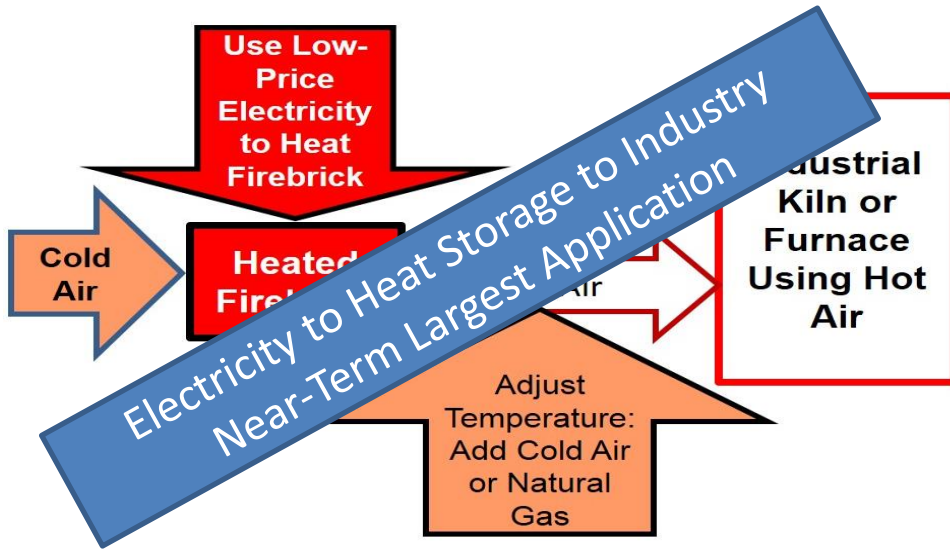 Use Low-
Price
Electricity
to Heat
Firebrick
Cold
Air
Heated
Kiln or
Furnace
Using Hot
Air
Electricity to Heat Storage to Industry
Near-Term Largest Application
Adjust
Temperature:
Add Cold Air
or Natural
Gas